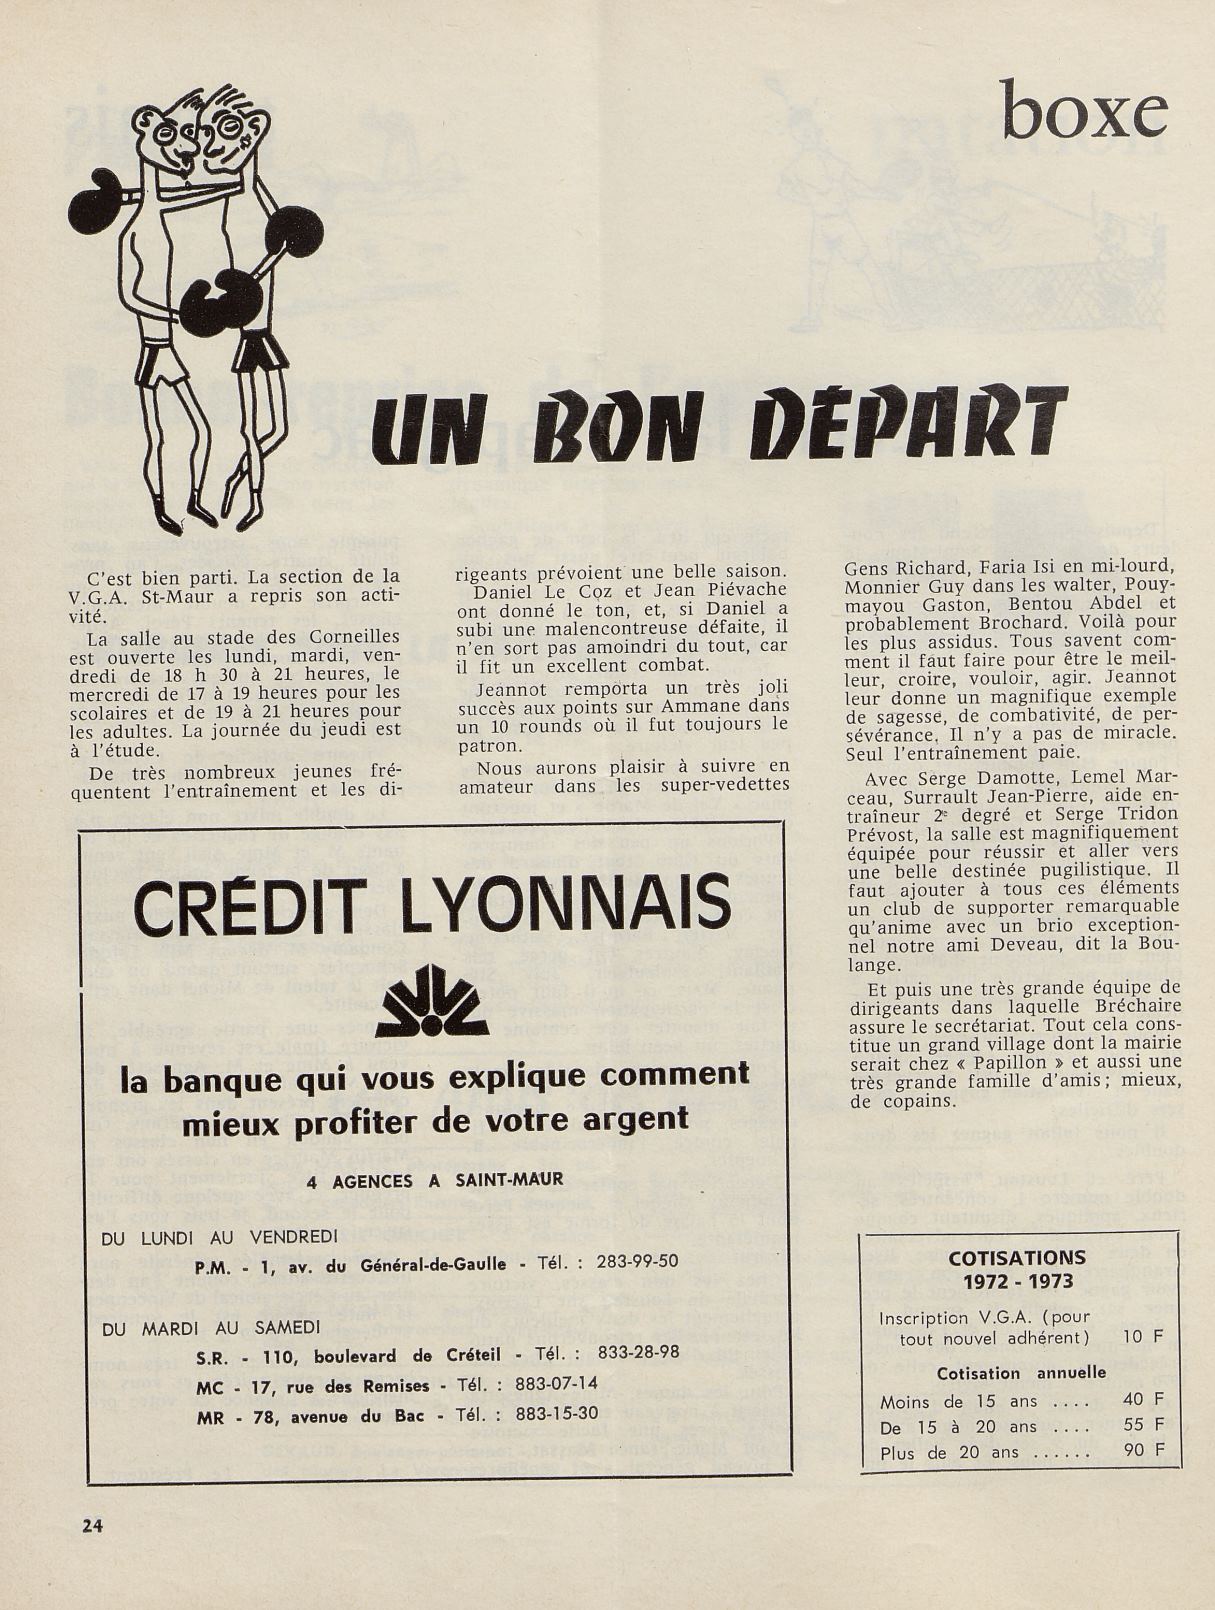 boxe
UN BON DÉPART
C'est bien parti. La section de la
V.G.A. St-Maur a repris son acti-
vité.
La salle au stade des Corneilles
est ouverte les lundi, mardi, ven-
dredi de 18 h 30 à 21 heures, le
mercredi de 17 à 19 heures pour les
scolaires et de 19 à 21 heures pour
les adultes. La journée du jeudi est
à l'étude.
De très nombreux jeunes fré-
quentent l'entraînement et les di-
rigeants prévoient une belle saison.
Daniel Le Coz et Jean Piévache
ont donné le ton, et, si Daniel a
subi une malencontreuse défaite, il
n'en sort pas amoindri du tout, car
il fit un excellent combat.
Jeannot remporta un très joli
succès aux points sur Ammane dans
un 10 rounds où il fut toujours le
patron.
Nous aurons plaisir à suivre en
amateur dans les super-vedettes
Gens Richard, Faria Isi en mi-lourd,
Monnier Guy dans les walter, Pouy-
mayou Gaston, Bentou Abdel et
probablement Brochard. Voilà pour
les plus assidus. Tous savent com-
ment il faut faire pour être le meil-
leur, croire, vouloir, agir. Jeannot
leur donne un magnifique exemple
de sagesse, de combativité, de per-
sévérance. Il n'y a pas de miracle.
Seul l'entraînement paie.
Avec Serge Damotte, Lemel Mar-
ceau, Surrault Jean-Pierre, aide en-
traîneur 2e degré et Serge Tridon
Prévost, la salle est magnifiquement
équipée pour réussir et aller vers
une belle destinée pugilistique. Il
faut ajouter à tous ces éléments
un club de supporter remarquable
qu'anime avec un brio exception-
nel notre ami Deveau, dit la Bou-
lange.
Et puis une très grande équipe de
dirigeants dans laquelle Bréchaire
assure le secrétariat. Tout cela cons-
titue un grand village dont la mairie
serait chez « Papillon » et aussi une
très grande famille d'amis ; mieux,
de copains.
CRÉDIT LYONNAIS
la banque qui vous explique comment
mieux profiter de votre argent
4 AGENCES A SAINT-MAUR
DU LUNDI AU VENDREDI
P.M. - 1, av. du Général-de-Gaulle - Tél. : 283-99-50
DU MARDI AU SAMEDI
S.R. - 110, boulevard de Créteil - Tél. : 833-28-98
MC - 17, rue des Remises - Tél. : 883-07-14
MR - 78, avenue du Bac - Tél. : 883-15-30
COTISATIONS
1972 - 1973
Inscription V.G.A. (pour
tout nouvel adhérent) 10 F
Cotisation annuelle
Moins de 15 ans .... 40 F
De 15 à 20 ans .... 55 F
Plus de 20 ans ...... 90 F
24